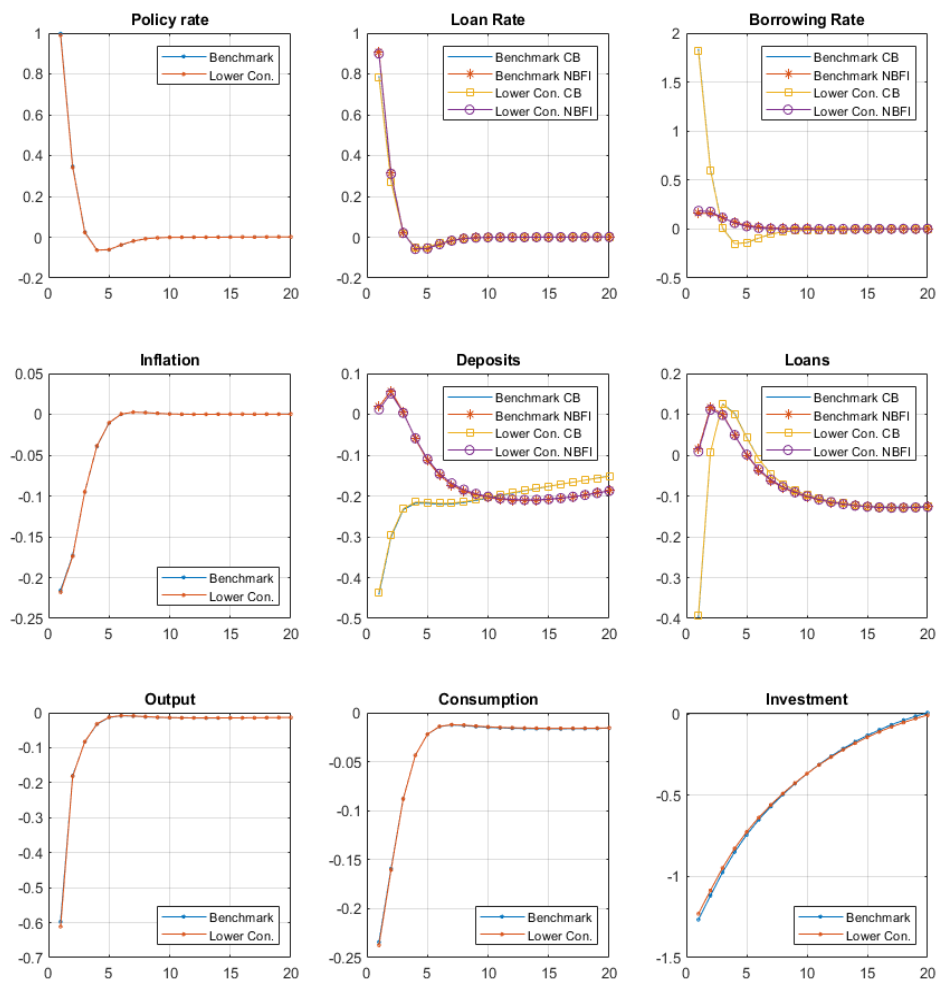 Policy rate
1
0.8
0.6
0.4
0.2
0
-0.2
0 5 10 15 20
Benchmark
Lower Con.
Loan Rate
1
0.8
0.6
0.4
0.2
0
-0.2
0 5 10 15 20
Benchmark CB
Benchmark NBFI
Lower Con. CB
Lower Con. NBFI
Borrowing Rate
2
1.5
1
0.5
0
-0.5
0 5 10 15 20
Benchmark CB
Benchmark NBFI
Lower Con. CB
Lower Con. NBFI
Inflation
0.05
0
-0.05
-0.1
-0.15
-0.2
-0.25
0 5 10 15 20
Benchmark
Lower Con.
Deposits
0.1
0
-0.1
-0.2
-0.3
-0.4
-0.5
0 5 10 15 20
Benchmark CB
Benchmark NBFI
Lower Con. CB
Lower Con. NBFI
Loans
0.2
0.1
0
-0.1
-0.2
-0.3
-0.4
0 5 10 15 20
Benchmark CB
Benchmark NBFI
Lower Con. CB
Lower Con. NBFI
Output
0
-0.1
-0.2
-0.3
-0.4
-0.5
-0.6
-0.7
0 5 10 15 20
Benchmark
Lower Con.
Consumption
0
-0.05
-0.1
-0.15
-0.2
-0.25
0 5 10 15 20
Benchmark
Lower Con.
Investment
0
-0.5
-1
-1.5
0 5 10 15 20
Benchmark
Lower Con.